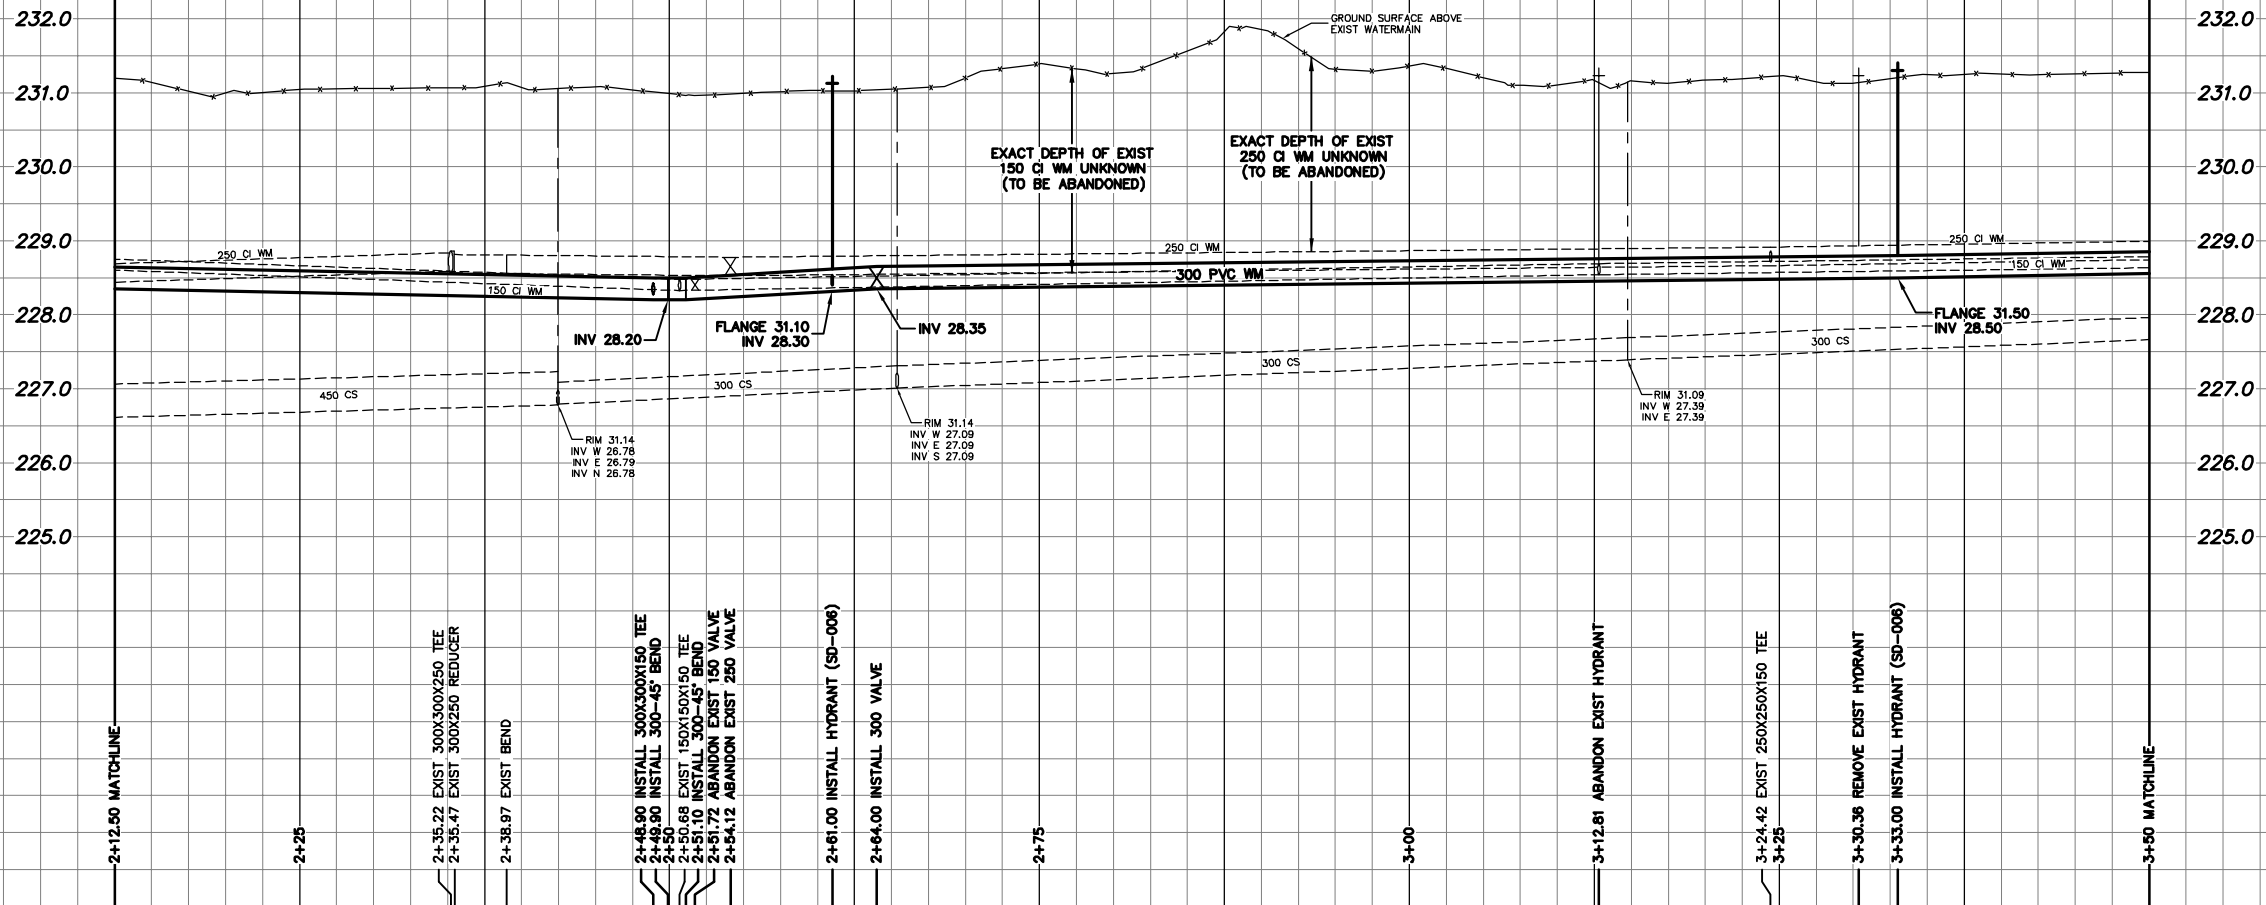 232.0
232.0
GROUND SURFACE ABOVE
EXIST WATERMAIN
231.0
231.0
EXACT DEPTH OF EXIST
150 CI WM UNKNOWN
(TO BE ABANDONED)
EXACT DEPTH OF EXIST
250 CI WM UNKNOWN
(TO BE ABANDONED)
230.0
230.0
229.0
229.0
250 CI WM
250 CI WM
250 CI WM
150 CI WM
300 PVC WM
150 CI WM
228.0
228.0
INV 28.20
FLANGE 31.10
INV 28.30
INV 28.35
FLANGE 31.50
INV 28.50
227.0
227.0
450 CS
300 CS
300 CS
300 CS
RIM 31.14
INV W 26.78
INV E 26.79
INV N 26.78
RIM 31.14
INV W 27.09
INV E 27.09
INV S 27.09
RIM 31.09
INV W 27.39
INV E 27.39
226.0
226.0
225.0
225.0
2+12.50 MATCHLINE
2+25
2+35.22 EXIST 300X300X250 TEE
2+35.47 EXIST 300X250 REDUCER
2+38.97 EXIST BEND
2+48.90 INSTALL 300X300X150 TEE
2+49.90 INSTALL 300-45° BEND
2+50
2+50.68 EXIST 150X150X150 TEE
2+51.10 INSTALL 300-45° BEND
2+51.72 ABANDON EXIST 150 VALVE
2+54.12 ABANDON EXIST 250 VALVE
2+61.00 INSTALL HYDRANT (SD-006)
2+64.00 INSTALL 300 VALVE
2+75
3+00
3+12.81 ABANDON EXIST HYDRANT
3+24.42 EXIST 250X250X150 TEE
3+25
3+30.36 REMOVE EXIST HYDRANT
3+33.00 INSTALL HYDRANT (SD-006)
3+50 MATCHLINE